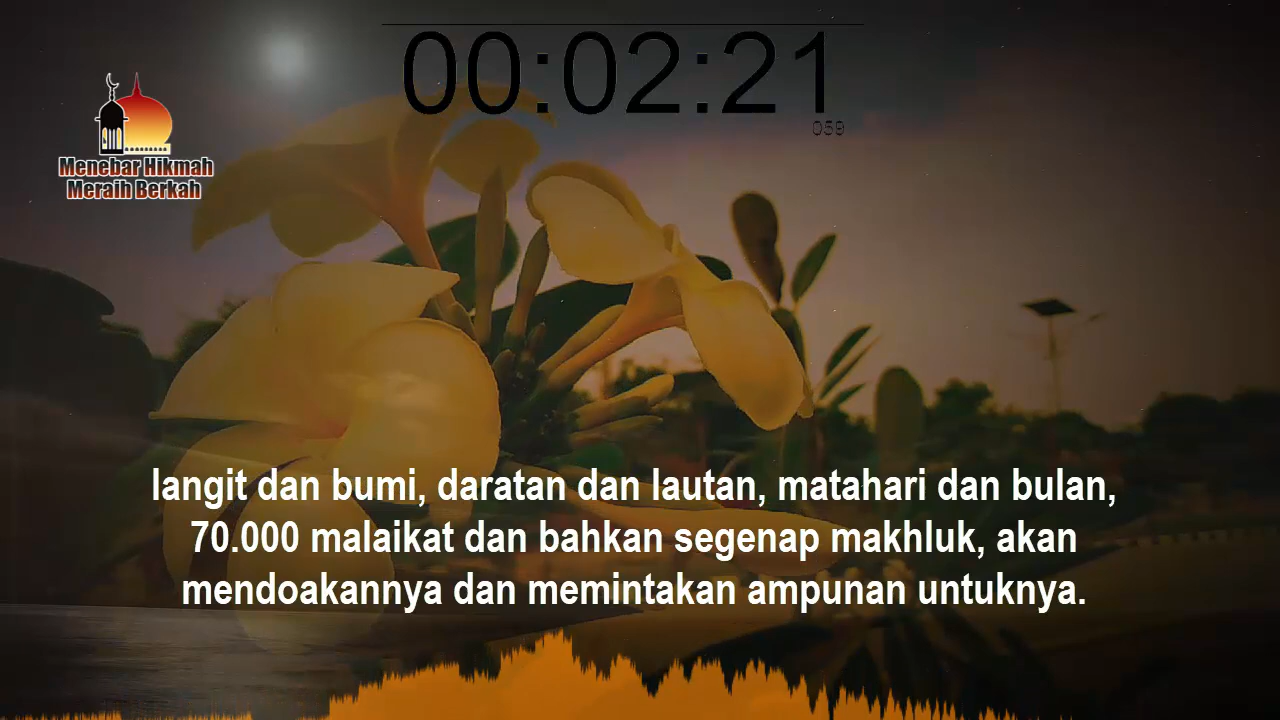 00:02:21
059
Menebar Hikmah
Meraih Berkah
langit dan bumi, daratan dan lautan, matahari dan bulan,
70.000 malaikat dan bahkan segenap makhluk, akan
mendoakannya dan memintakan ampunan untuknya.